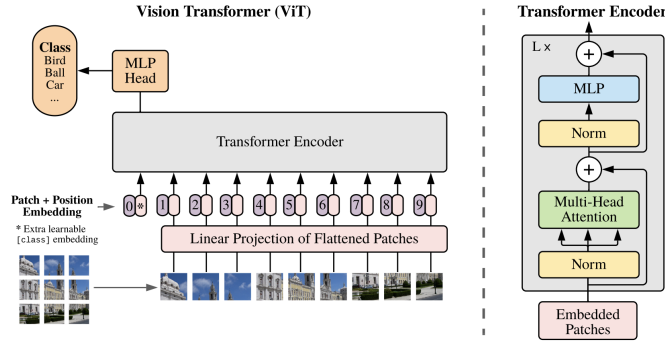 Vision Transformer (ViT)
Class
Bird
Ball
Car
...
MLP
Head
Transformer Encoder
Patch + Position
Embedding
0 * 1 2 3 4 5 6 7 8 9
* Extra learnable
[class] embedding
Linear Projection of Flattened Patches
Transformer Encoder
L x
+
MLP
Norm
+
Multi-Head
Attention
Norm
Embedded
Patches